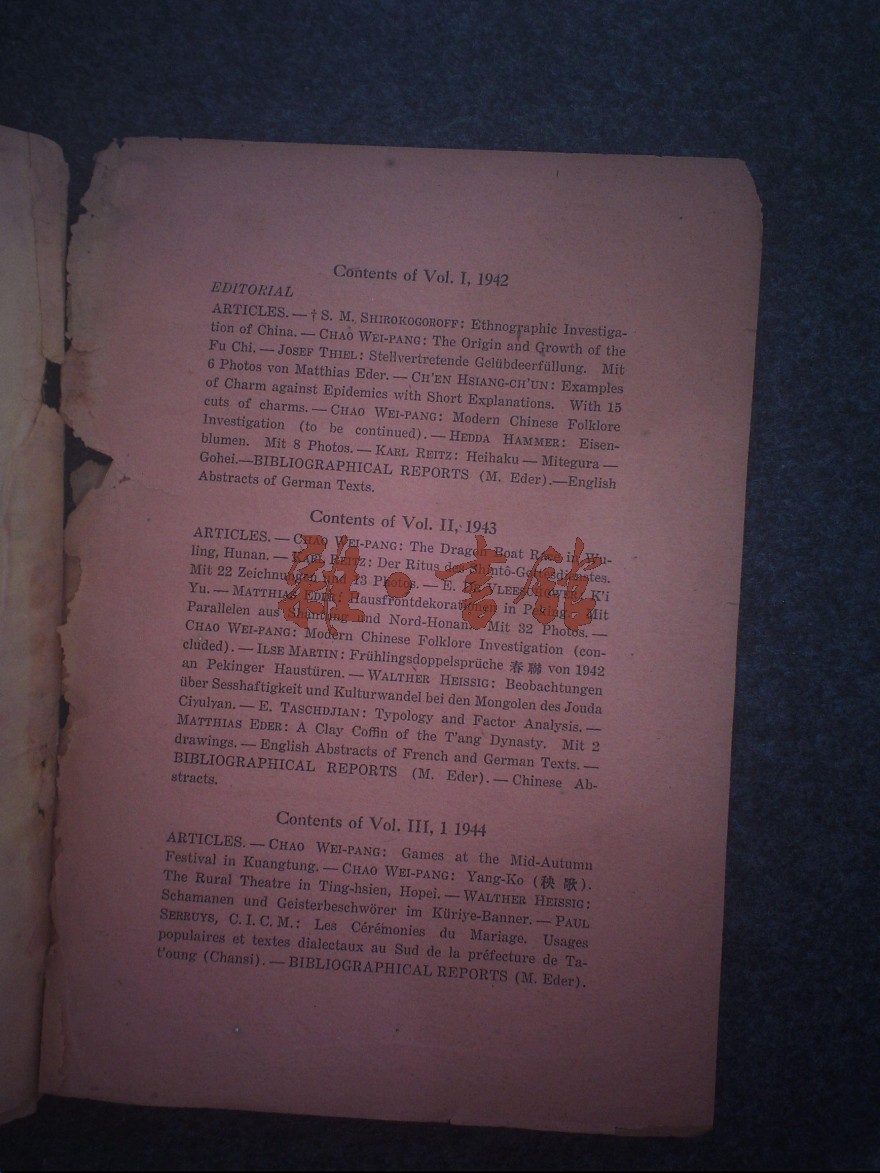 Contents of Vol. I, 1942
EDITORIAL
ARTICLES. — † S. M. SHIROKOGOROFF: Ethnographic Investiga-
tion of China. — CHAO WEI-PANG: The Origin and Growth of the
Fu Chi. — JOSEF THIEL: Stellvertretende Gelübdeerfüllung. Mit
6 Photos von Matthias Eder. — CH'EN HSIANG-CH'UN: Examples
of Charm against Epidemics with Short Explanations. With 15
cuts of charms. — CHAO WEI-PANG: Modern Chinese Folklore
Investigation (to be continued). — HEDDA HAMMER: Eisen-
blumen. Mit 8 Photos. — KARL REITZ: Heihaku — Mitegura —
Gohei.—BIBLIOGRAPHICAL REPORTS (M. Eder).—English
Abstracts of German Texts.
Contents of Vol. II, 1943
ARTICLES. — CHAO WEI-PANG: The Dragon Boat Race in Wu-
ling, Hunan. — KARL REITZ: Der Ritus des Shintô-Gottesdienstes.
Mit 22 Zeichnungen und 13 Photos. — E. DE VLEESCHOWER: K'i
Yu. — MATTHIAS EDER: Hausfrontdekorationen in Peking. Mit
Parallelen aus Shantung und Nord-Honan. Mit 32 Photos. —
CHAO WEI-PANG: Modern Chinese Folklore Investigation (con-
cluded). — ILSE MARTIN: Frühlingsdoppelsprüche 春聯 von 1942
an Pekinger Haustüren. — WALTHER HEISSIG: Beobachtungen
über Sesshaftigkeit und Kulturwandel bei den Mongolen des Jouda
Ciγulγan. — E. TASCHDJIAN: Typology and Factor Analysis. —
MATTHIAS EDER: A Clay Coffin of the T'ang Dynasty. Mit 2
drawings. — English Abstracts of French and German Texts. —
BIBLIOGRAPHICAL REPORTS (M. Eder). — Chinese Ab-
stracts.
雜·書館
Contents of Vol. III, 1 1944
ARTICLES. — CHAO WEI-PANG: Games at the Mid-Autumn
Festival in Kuangtung. — CHAO WEI-PANG: Yang-Ko (秧歌).
The Rural Theatre in Ting-hsien, Hopei. — WALTHER HEISSIG:
Schamanen und Geisterbeschwörer im Küriye-Banner. — PAUL
SERRUYS, C.I.C.M.: Les Cérémonies du Mariage. Usages
populaires et textes dialectaux au Sud de la préfecture de Ta-
t'oung (Chansi). — BIBLIOGRAPHICAL REPORTS (M. Eder).